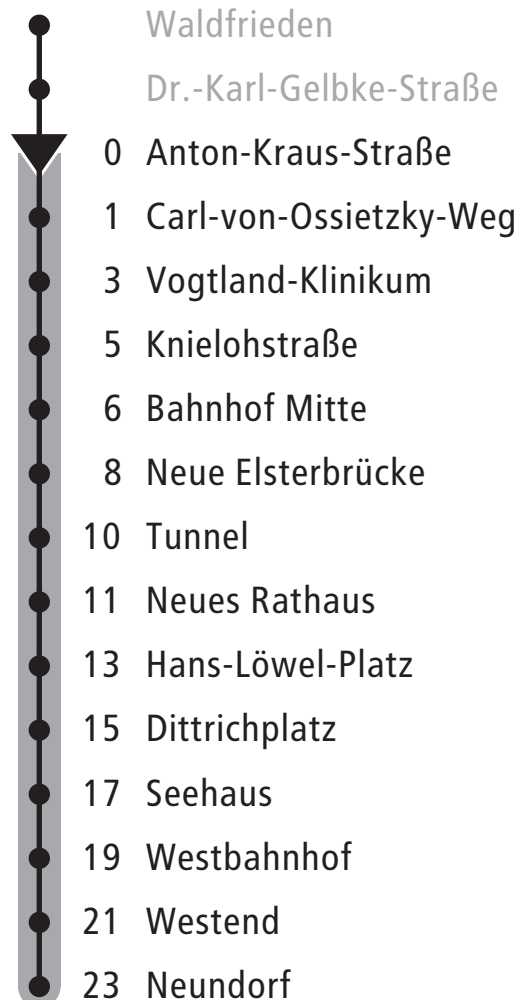 Waldfrieden
Dr.-Karl-Gelbke-Straße
0 Anton-Kraus-Straße
1 Carl-von-Ossietzky-Weg
3 Vogtland-Klinikum
5 Knielohstraße
6 Bahnhof Mitte
8 Neue Elsterbrücke
10 Tunnel
11 Neues Rathaus
13 Hans-Löwel-Platz
15 Dittrichplatz
17 Seehaus
19 Westbahnhof
21 Westend
23 Neundorf